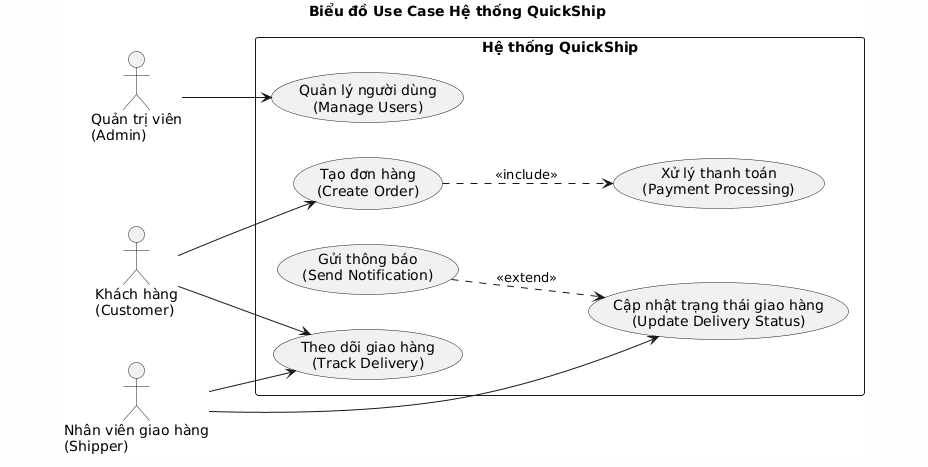 Biểu đồ Use Case Hệ thống QuickShip
Hệ thống QuickShip
Quản trị viên
(Admin)
Quản lý người dùng
(Manage Users)
Tạo đơn hàng
(Create Order)
«include»
Xử lý thanh toán
(Payment Processing)
Khách hàng
(Customer)
Gửi thông báo
(Send Notification)
«extend»
Cập nhật trạng thái giao hàng
(Update Delivery Status)
Theo dõi giao hàng
(Track Delivery)
Nhân viên giao hàng
(Shipper)